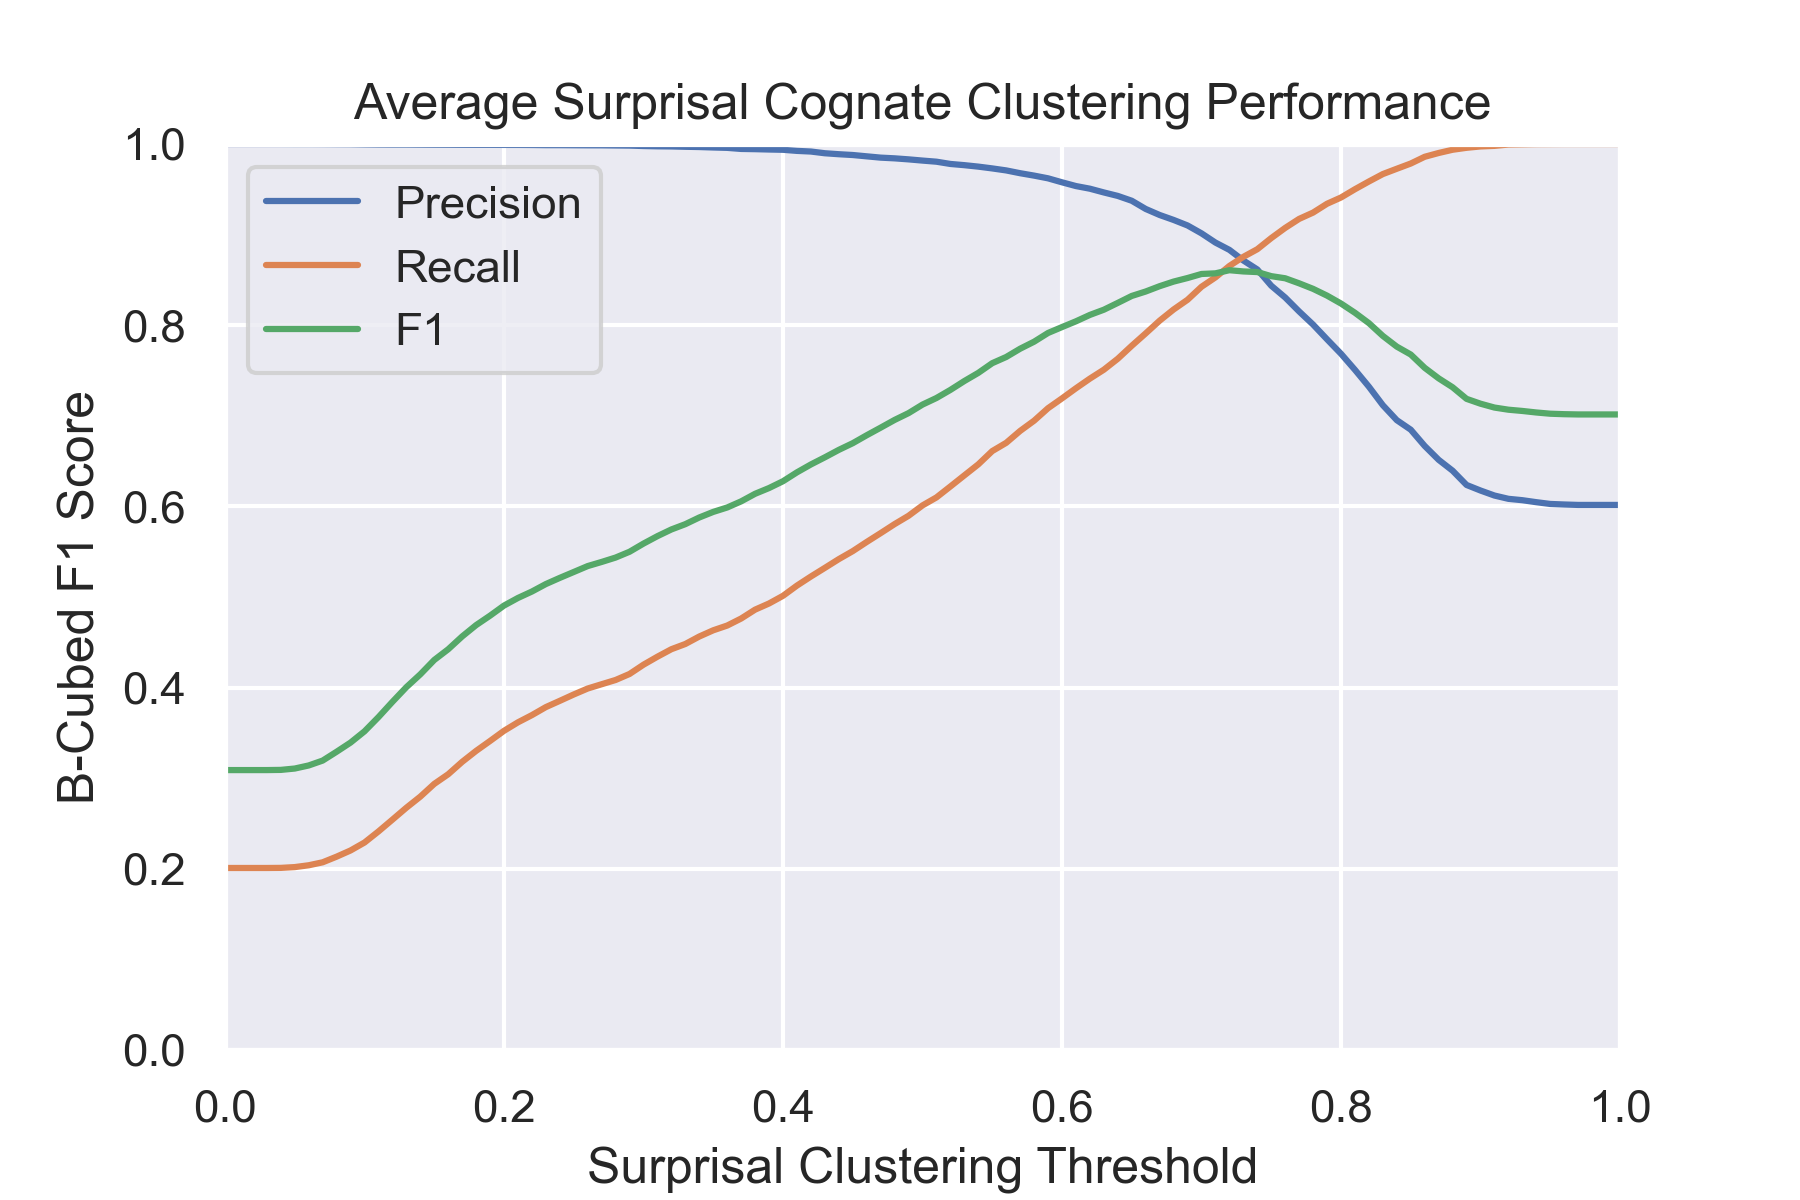 Average Surprisal Cognate Clustering Performance
1.0
0.8
0.6
0.4
0.2
0.0
B-Cubed F1 Score
Precision
Recall
F1
0.0 0.2 0.4 0.6 0.8 1.0
Surprisal Clustering Threshold